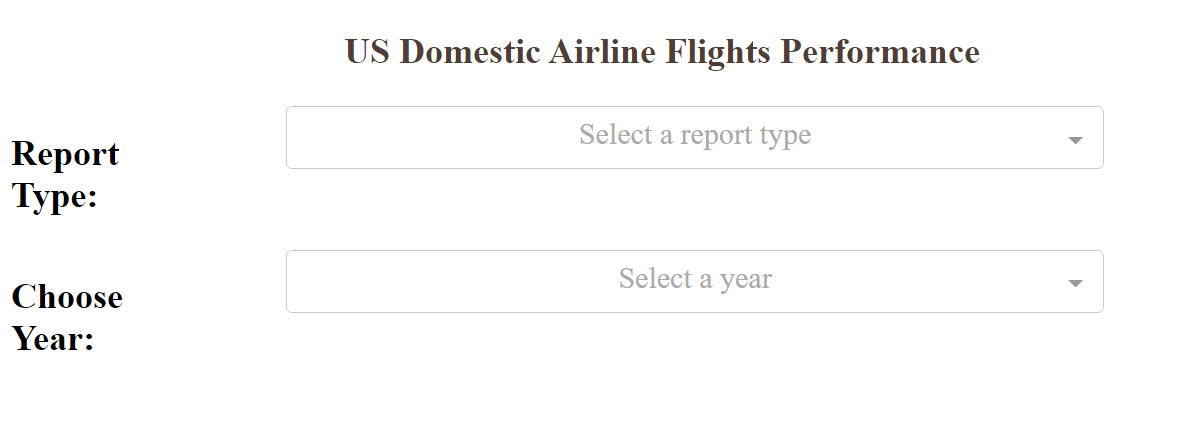 US Domestic Airline Flights Performance
Report
Type:
Select a report type
Choose
Year:
Select a year